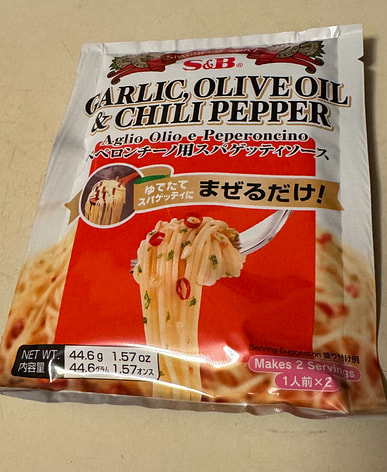 S&B®
GARLIC, OLIVE OIL
& CHILI PEPPER
Aglio Olio e Peperoncino
ペペロンチーノ用スパゲッティソース
ゆでたて
スパゲッティに
まぜるだけ!
Serving Suggestion 盛り付け例
NET WT. 44.6 g 1.57 oz
内容量 44.6グラム 1.57オンス
Makes 2 Servings
1人前×2